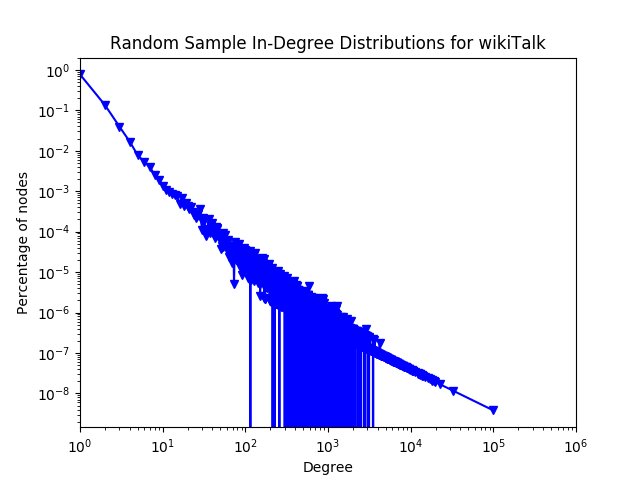 Random Sample In-Degree Distributions for wikiTalk
Percentage of nodes
10⁰
10⁻¹
10⁻²
10⁻³
10⁻⁴
10⁻⁵
10⁻⁶
10⁻⁷
10⁻⁸
10⁰ 10¹ 10² 10³ 10⁴ 10⁵ 10⁶
Degree